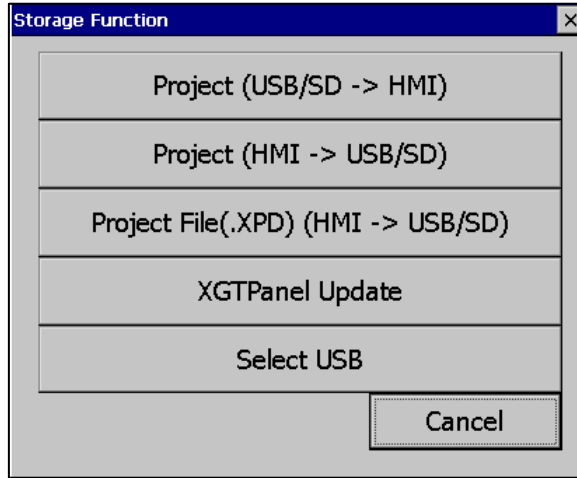 Storage Function
Project (USB/SD -> HMI)
Project (HMI -> USB/SD)
Project File(.XPD) (HMI -> USB/SD)
XGTPanel Update
Select USB
Cancel